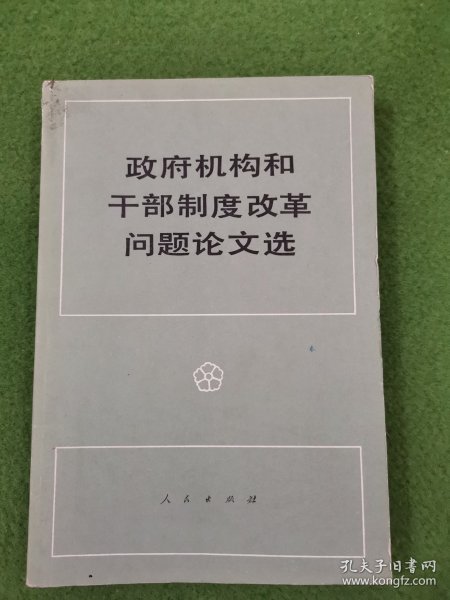 政府机构和
干部制度改革
问题论文选
人民出版社
孔夫子旧书网
www.kongfz.com